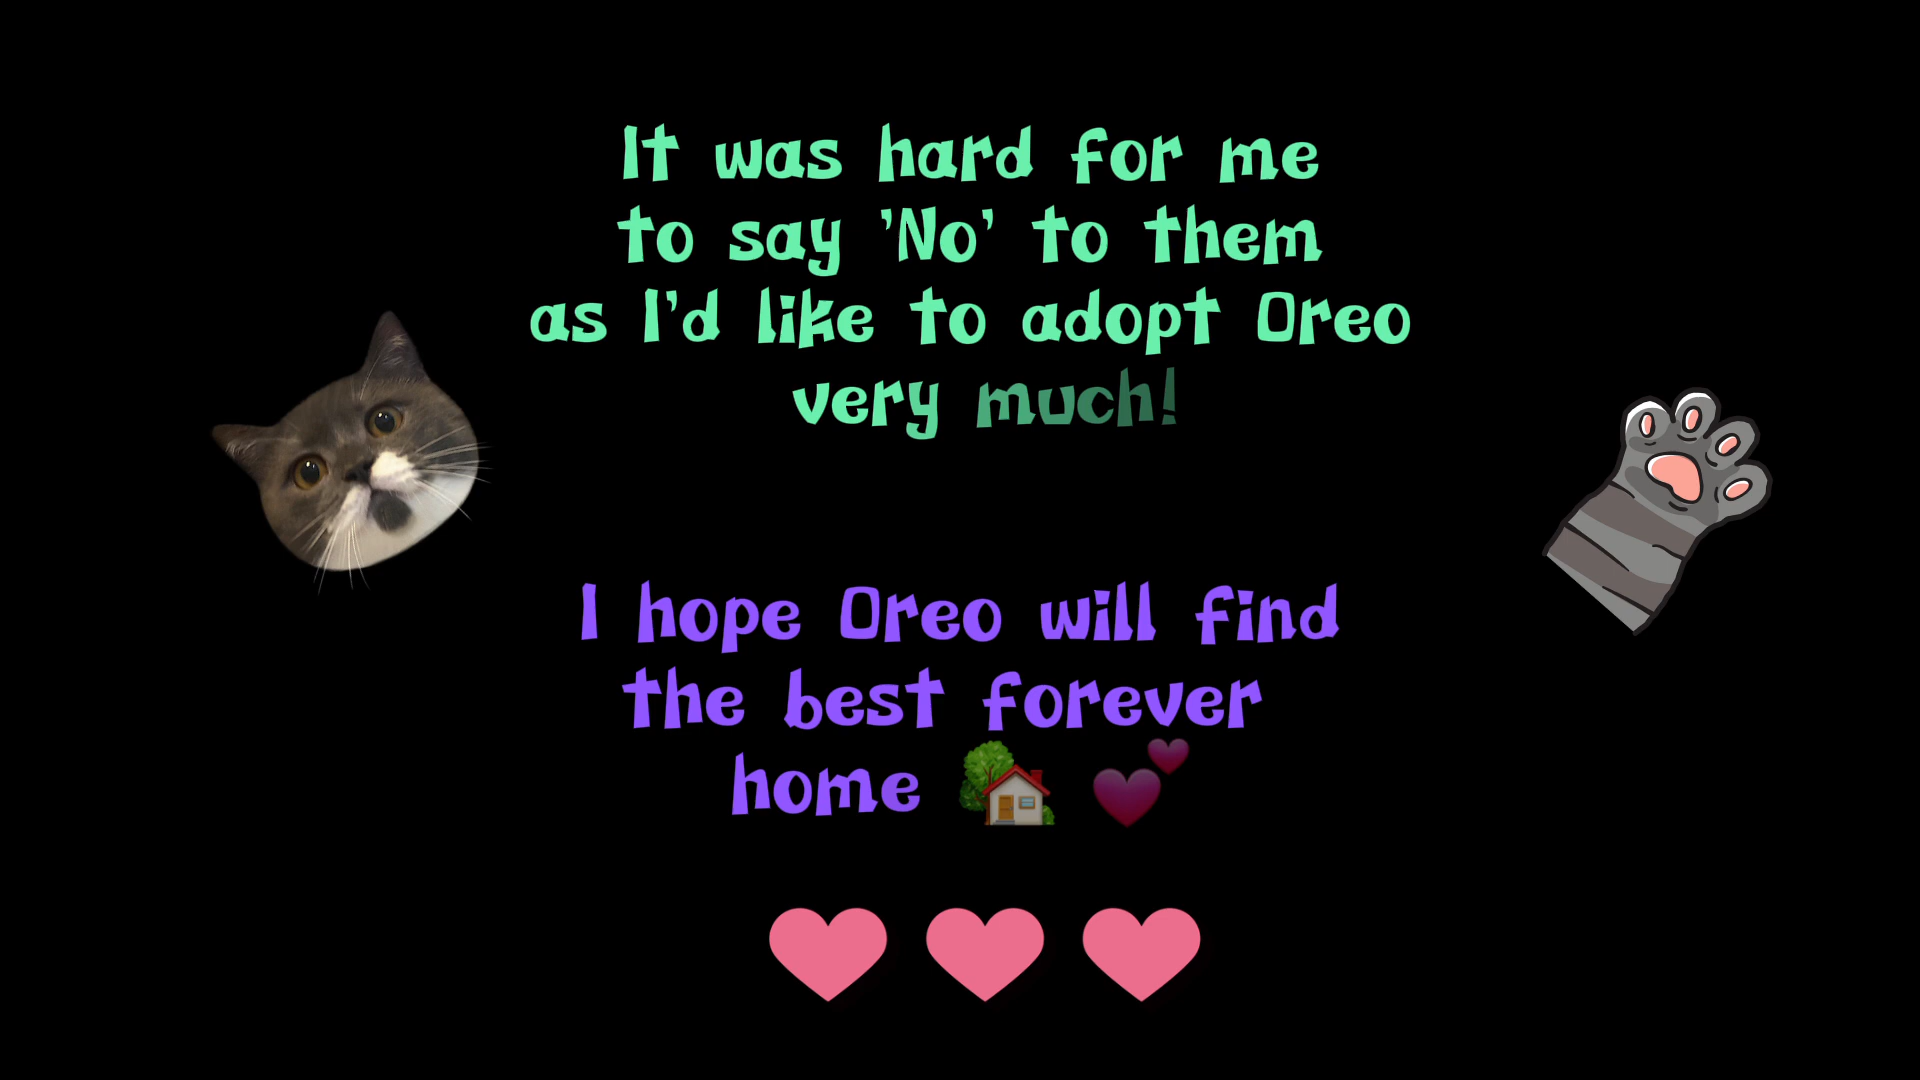 It was hard for me
to say 'No' to them
as I'd like to adopt Oreo
very much!
I hope Oreo will find
the best forever
home 🏡 💕